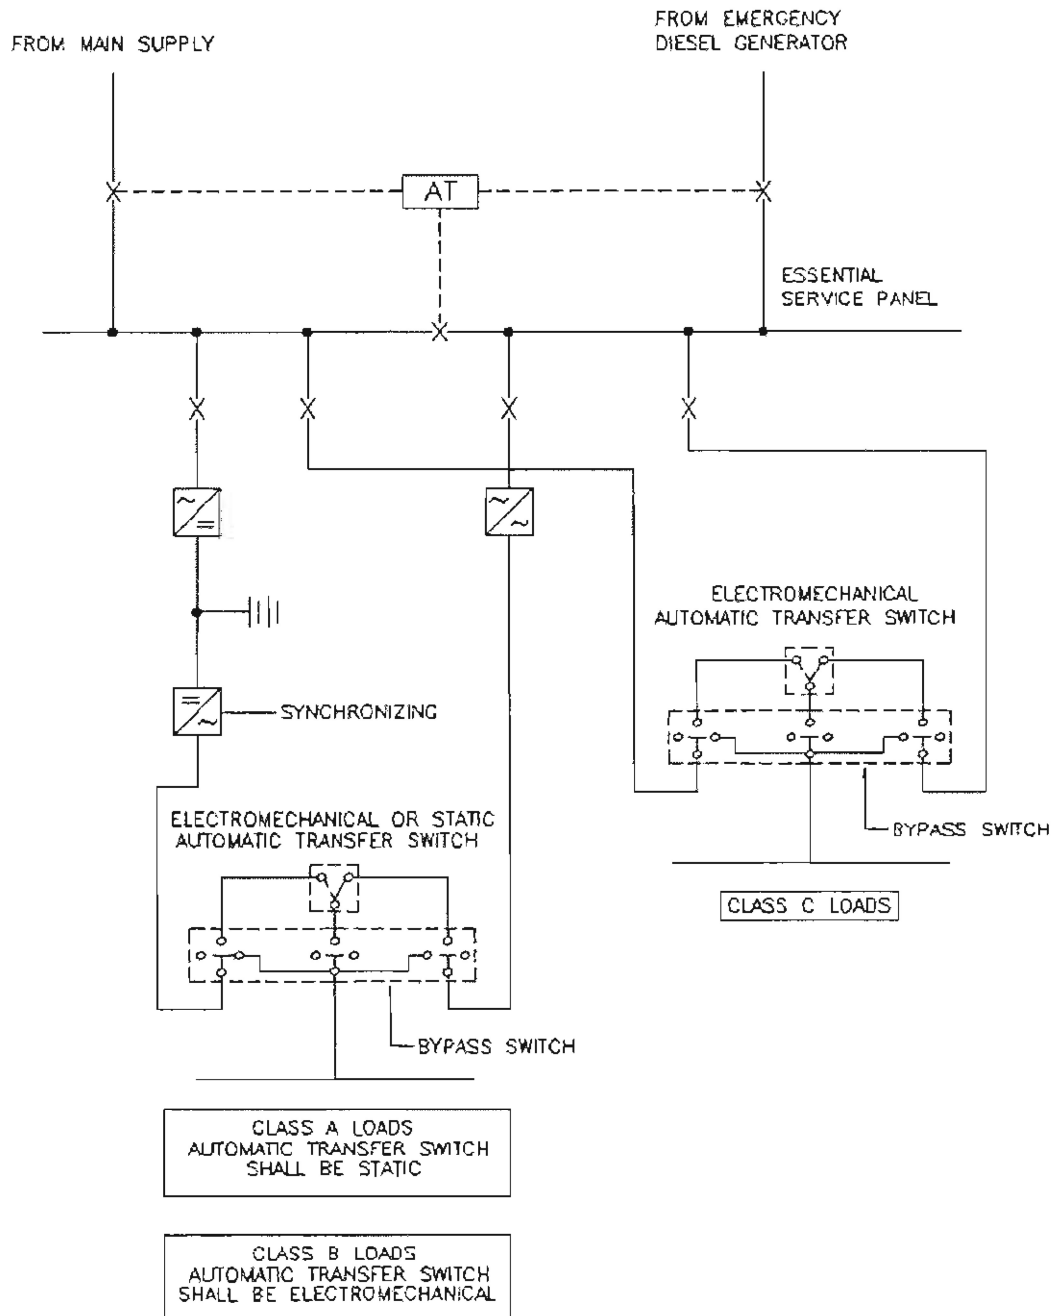 FROM MAIN SUPPLY
FROM EMERGENCY
DIESEL GENERATOR
AT
ESSENTIAL
SERVICE PANEL
ELECTROMECHANICAL
AUTOMATIC TRANSFER SWITCH
SYNCHRONIZING
ELECTROMECHANICAL OR STATIC
AUTOMATIC TRANSFER SWITCH
BYPASS SWITCH
CLASS C LOADS
BYPASS SWITCH
CLASS A LOADS
AUTOMATIC TRANSFER SWITCH
SHALL BE STATIC
CLASS B LOADS
AUTOMATIC TRANSFER SWITCH
SHALL BE ELECTROMECHANICAL